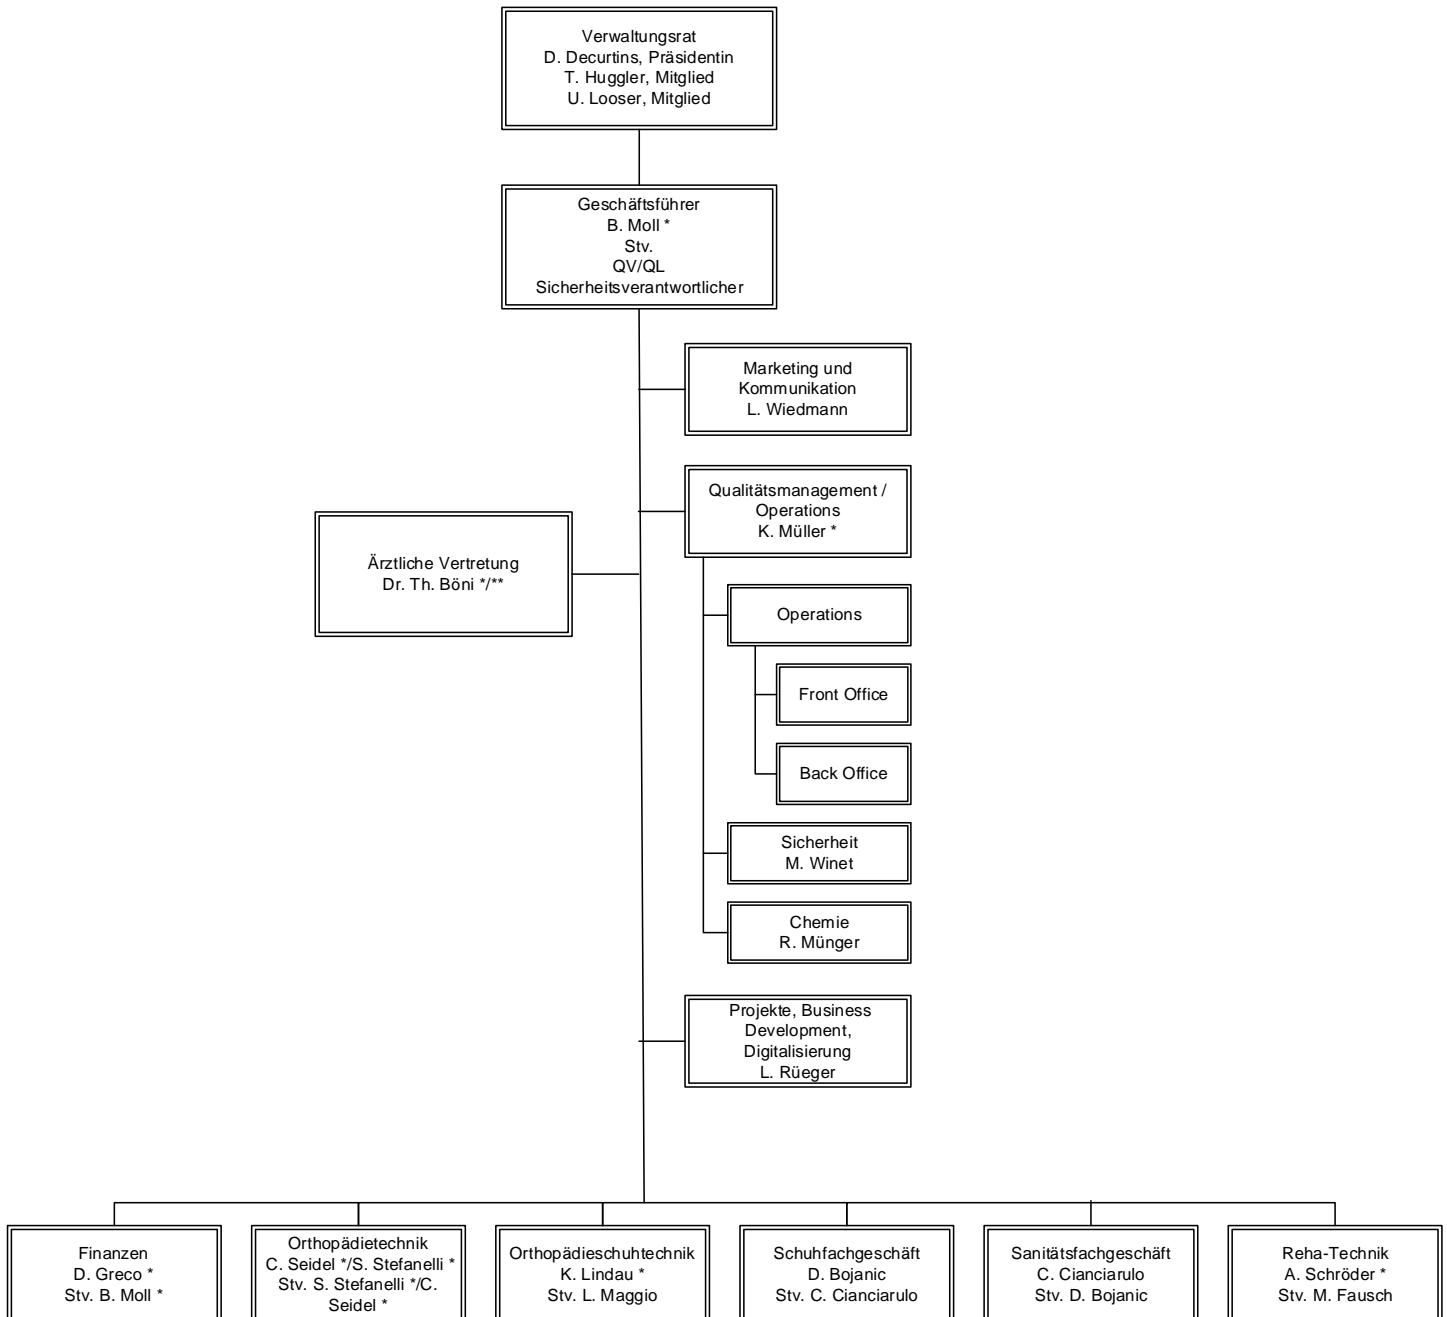 Verwaltungsrat
D. Decurtins, Präsidentin
T. Huggler, Mitglied
U. Looser, Mitglied
Geschäftsführer
B. Moll *
Stv.
QV/QL
Sicherheitsverantwortlicher
Marketing und
Kommunikation
L. Wiedmann
Qualitätsmanagement /
Operations
K. Müller *
Ärztliche Vertretung
Dr. Th. Böni */**
Operations
Front Office
Back Office
Sicherheit
M. Winet
Chemie
R. Münger
Projekte, Business
Development,
Digitalisierung
L. Rüeger
Finanzen
D. Greco *
Stv. B. Moll *
Orthopädietechnik
C. Seidel */S. Stefanelli *
Stv. S. Stefanelli */C.
Seidel *
Orthopädieschuhtechnik
K. Lindau *
Stv. L. Maggio
Schuhfachgeschäft
D. Bojanic
Stv. C. Cianciarulo
Sanitätsfachgeschäft
C. Cianciarulo
Stv. D. Bojanic
Reha-Technik
A. Schröder *
Stv. M. Fausch